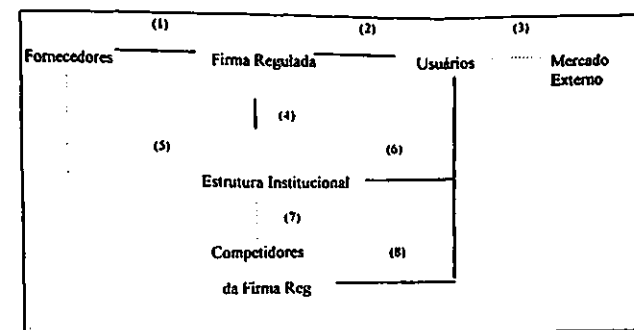 (1) (2) (3)
Fornecedores Firma Regulada Usuários Mercado
Externo
(4)
(5) (6)
Estrutura Institucional
(7)
Competidores (8)
da Firma Reg